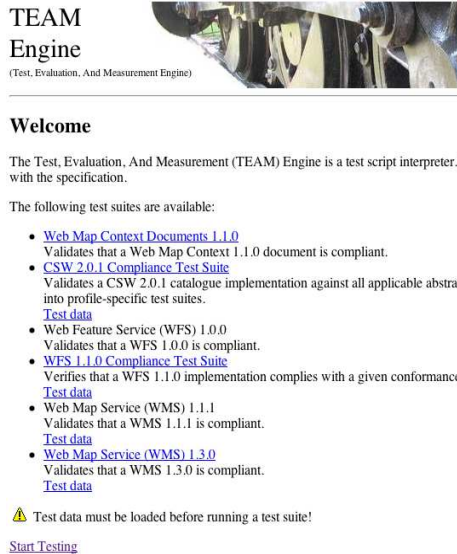 TEAM
Engine
(Test, Evaluation, And Measurement Engine)
Welcome
The Test, Evaluation, And Measurement (TEAM) Engine is a test script interpreter.
with the specification.
The following test suites are available:
Web Map Context Documents 1.1.0
Validates that a Web Map Context 1.1.0 document is compliant.
CSW 2.0.1 Compliance Test Suite
Validates a CSW 2.0.1 catalogue implementation against all applicable abstra
into profile-specific test suites.
Test data
Web Feature Service (WFS) 1.0.0
Validates that a WFS 1.0.0 is compliant.
WFS 1.1.0 Compliance Test Suite
Verifies that a WFS 1.1.0 implementation complies with a given conformance
Test data
Web Map Service (WMS) 1.1.1
Validates that a WMS 1.1.1 is compliant.
Test data
Web Map Service (WMS) 1.3.0
Validates that a WMS 1.3.0 is compliant.
Test data
Test data must be loaded before running a test suite!
Start Testing